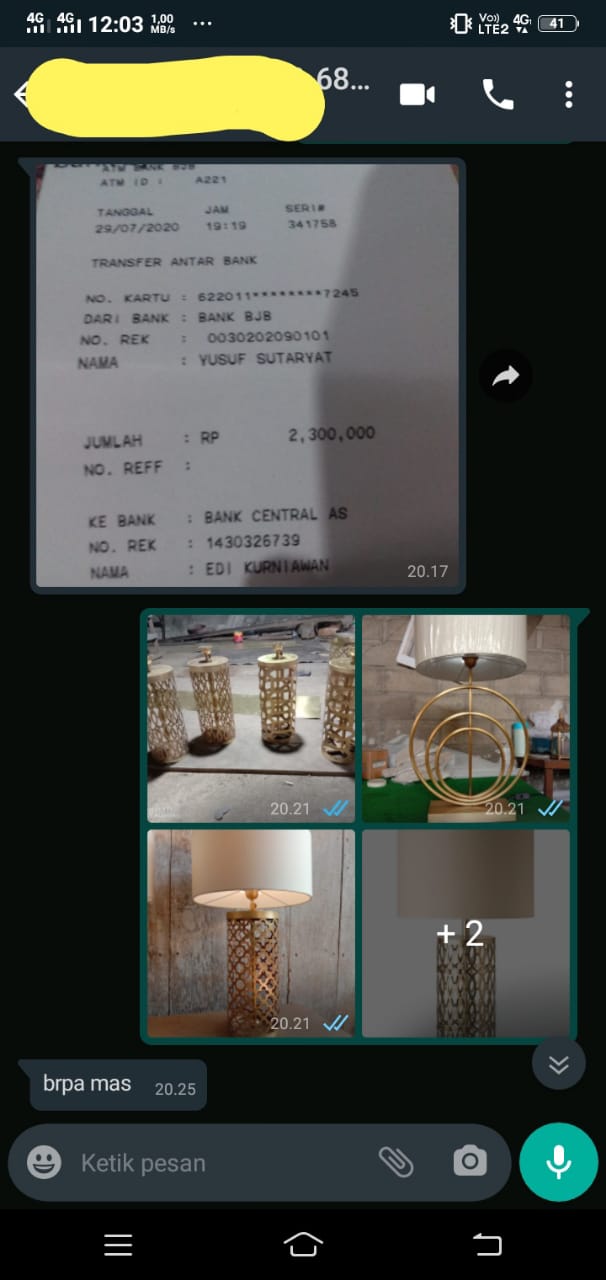 4G 4G 12:03 1,00 MB/s ... Vo)) LTE2 4G 41
68...
ATM BANK BJB
ATM ID : A221
TANGGAL JAM SERI#
29/07/2020 19:19 341758
TRANSFER ANTAR BANK
NO. KARTU : 622011********7245
DARI BANK : BANK BJB
NO. REK : 0030202090101
NAMA : YUSUF SUTARYAT
JUMLAH : RP 2,300,000
NO. REFF :
KE BANK : BANK CENTRAL AS
NO. REK : 1430326739
NAMA : EDI KURNIAWAN
20.17
20.21 20.21
20.21 + 2
brpa mas 20.25
Ketik pesan